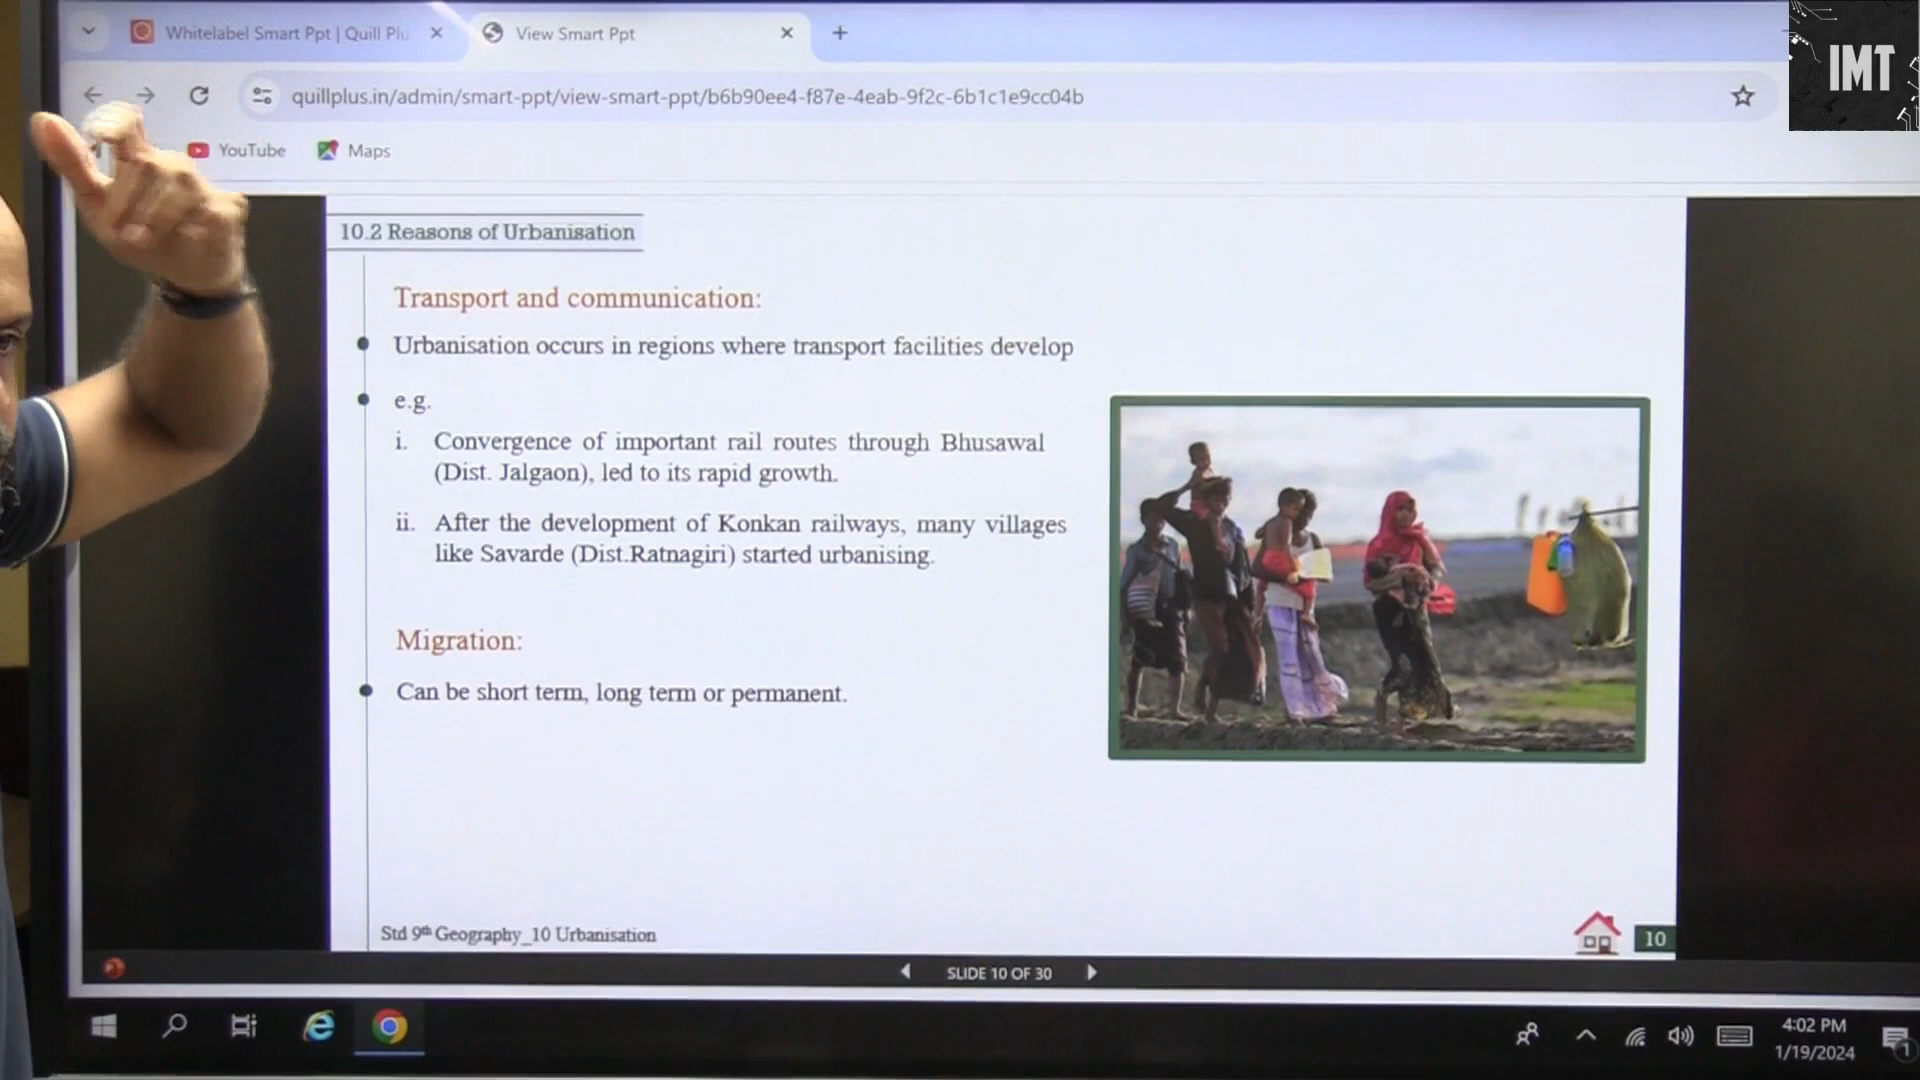 Whitelabel Smart Ppt | Quill Plu
View Smart Ppt
IMT
quillplus.in/admin/smart-ppt/view-smart-ppt/b6b90ee4-f87e-4eab-9f2c-6b1c1e9cc04b
YouTube
Maps
10.2 Reasons of Urbanisation
Transport and communication:
Urbanisation occurs in regions where transport facilities develop
e.g.
i. Convergence of important rail routes through Bhusawal
(Dist. Jalgaon), led to its rapid growth.
ii. After the development of Konkan railways, many villages
like Savarde (Dist.Ratnagiri) started urbanising.
Migration:
Can be short term, long term or permanent.
Std 9th Geography_10 Urbanisation
10
SLIDE 10 OF 30
4:02 PM
1/19/2024
1